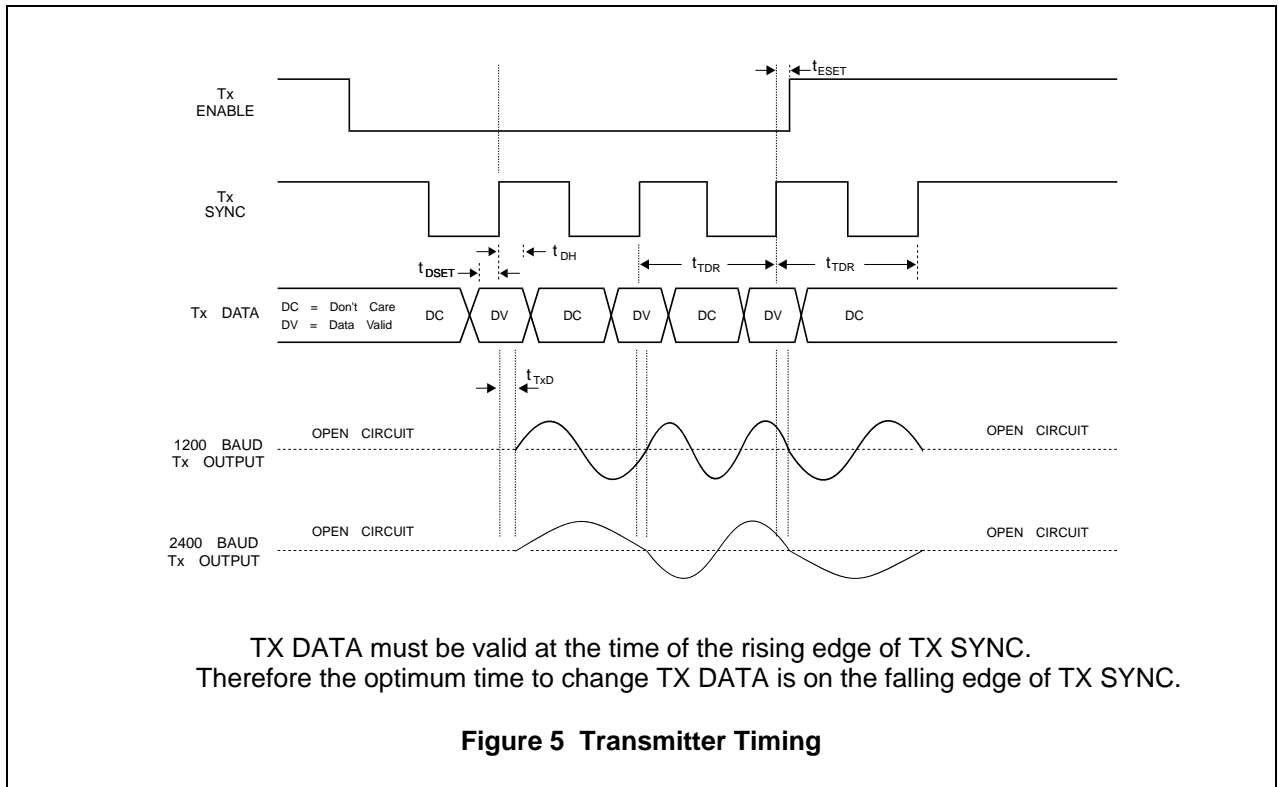 tESET
Tx
ENABLE
Tx
SYNC
tDH
tDSET
tTDR
tTDR
Tx DATA
DC = Don't Care
DV = Data Valid
DC
DV
DC
DV
DC
DV
DC
tTxD
OPEN CIRCUIT
OPEN CIRCUIT
1200 BAUD
Tx OUTPUT
OPEN CIRCUIT
OPEN CIRCUIT
2400 BAUD
Tx OUTPUT
TX DATA must be valid at the time of the rising edge of TX SYNC.
Therefore the optimum time to change TX DATA is on the falling edge of TX SYNC.
Figure 5 Transmitter Timing